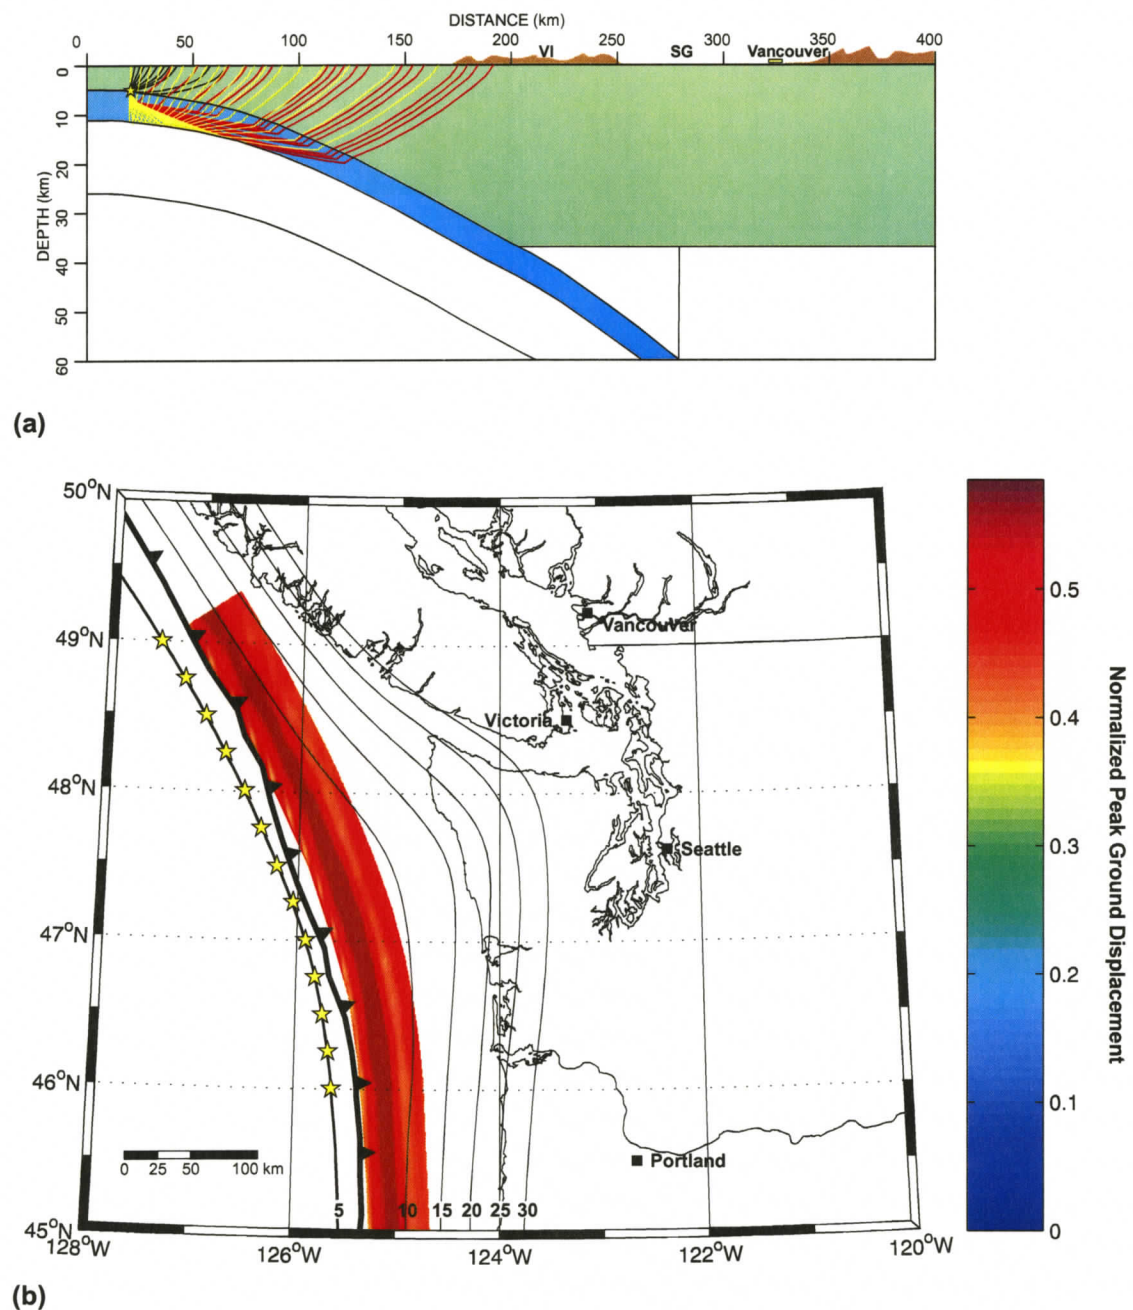 DISTANCE (km)
0 50 100 150 200 250 300 350 400
VI SG Vancouver
0
10
20
30
40
50
60
DEPTH (km)
(a)
50°N
49°N
48°N
47°N
46°N
45°N
Vancouver
Victoria
Seattle
Portland
0 25 50 100 km
5 10 15 20 25 30
128°W 126°W 124°W 122°W 120°W
0.5
0.4
0.3
0.2
0.1
0
Normalized Peak Ground Displacement
(b)